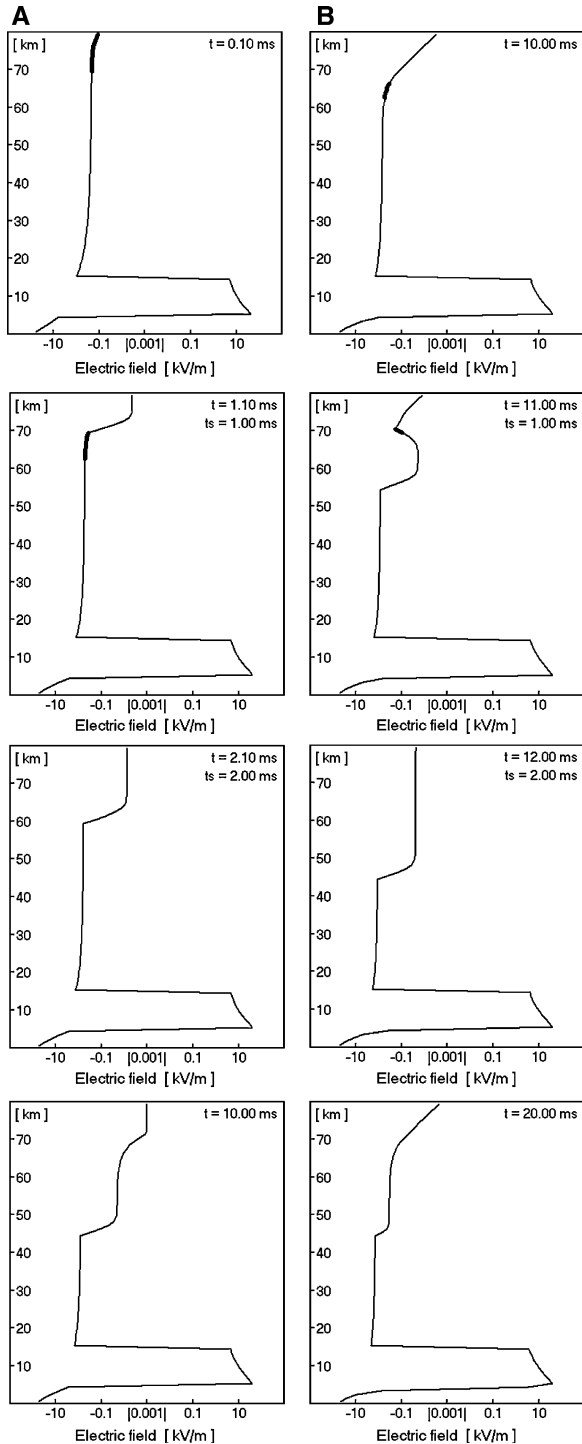 A
B
[ km ]
t = 0.10 ms
70
60
50
40
30
20
10
-10 -0.1 |0.001| 0.1 10
Electric field [ kV/m ]
t = 10.00 ms
70
60
50
40
30
20
10
-10 -0.1 |0.001| 0.1 10
Electric field [ kV/m ]
[ km ]
t = 1.10 ms
ts = 1.00 ms
70
60
50
40
30
20
10
-10 -0.1 |0.001| 0.1 10
Electric field [ kV/m ]
[ km ]
t = 11.00 ms
ts = 1.00 ms
70
60
50
40
30
20
10
-10 -0.1 |0.001| 0.1 10
Electric field [ kV/m ]
[ km ]
t = 2.10 ms
ts = 2.00 ms
70
60
50
40
30
20
10
-10 -0.1 |0.001| 0.1 10
Electric field [ kV/m ]
[ km ]
t = 12.00 ms
ts = 2.00 ms
70
60
50
40
30
20
10
-10 -0.1 |0.001| 0.1 10
Electric field [ kV/m ]
[ km ]
t = 10.00 ms
70
60
50
40
30
20
10
-10 -0.1 |0.001| 0.1 10
Electric field [ kV/m ]
[ km ]
t = 20.00 ms
70
60
50
40
30
20
10
-10 -0.1 |0.001| 0.1 10
Electric field [ kV/m ]